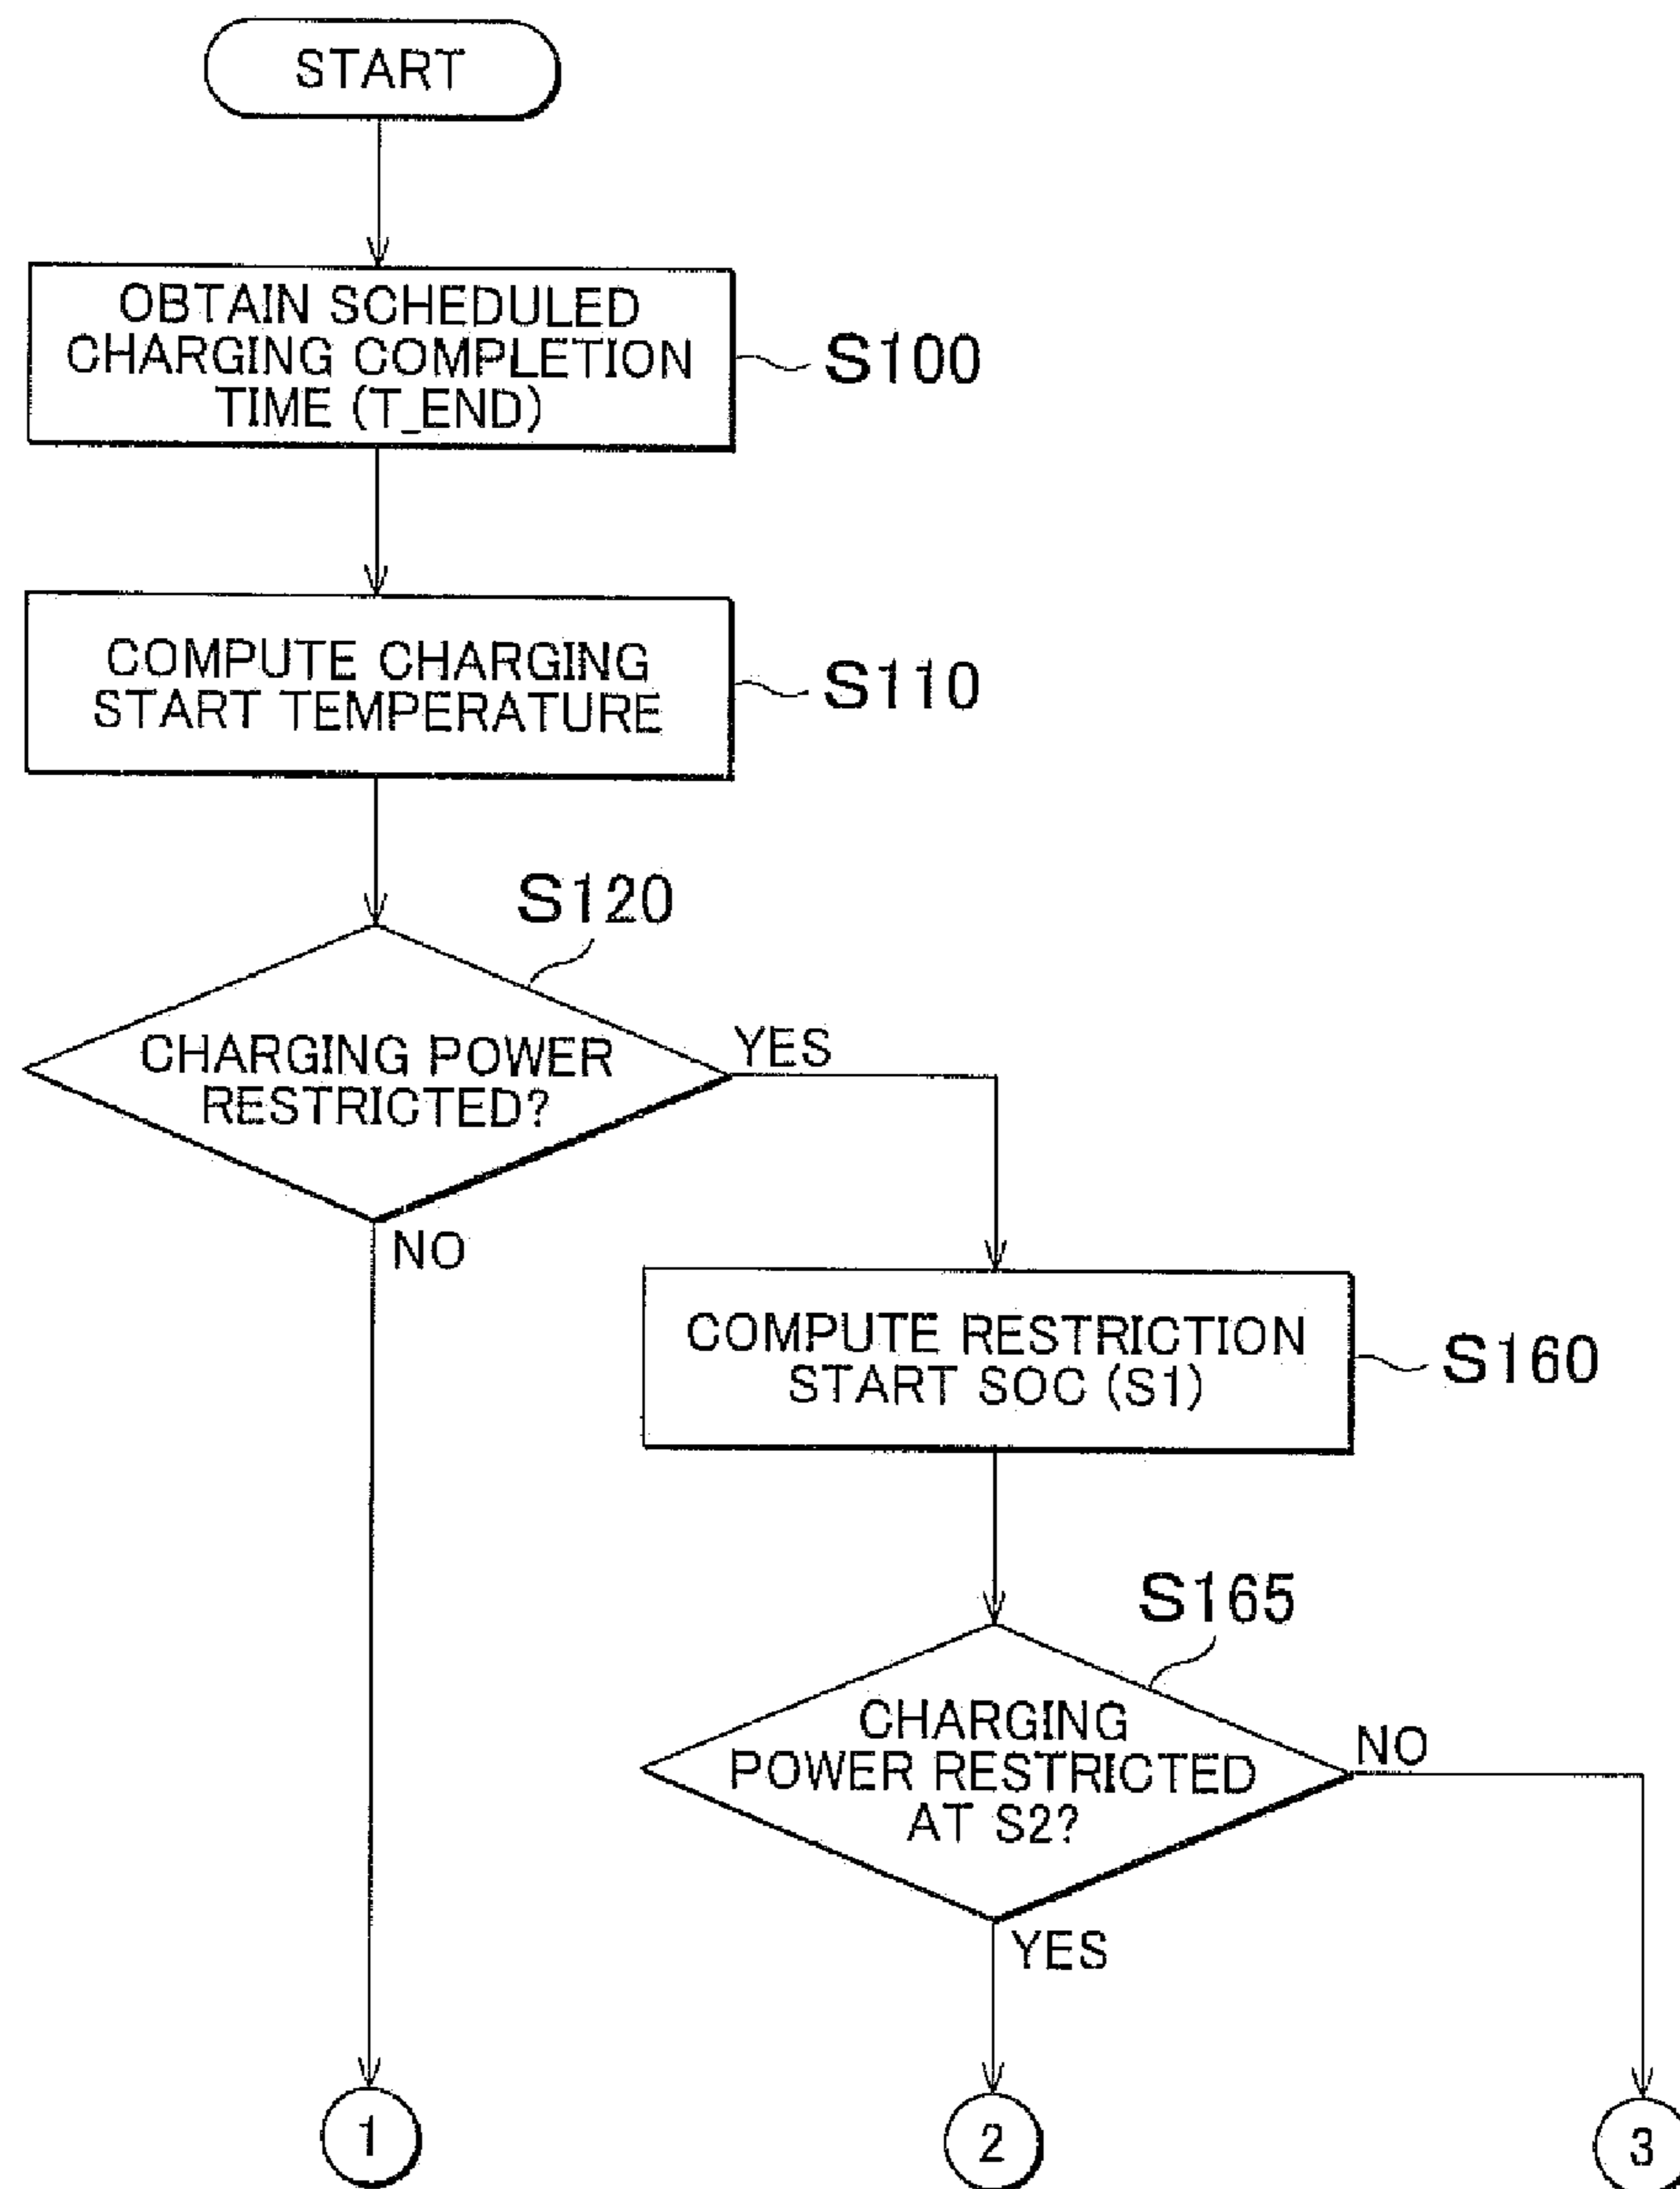 START
OBTAIN SCHEDULED
CHARGING COMPLETION
TIME (T_END)
S100
COMPUTE CHARGING
START TEMPERATURE
S110
S120
CHARGING POWER
RESTRICTED?
YES
NO
COMPUTE RESTRICTION
START SOC (S1)
S160
S165
CHARGING
POWER RESTRICTED
AT S2?
NO
YES
1
2
3